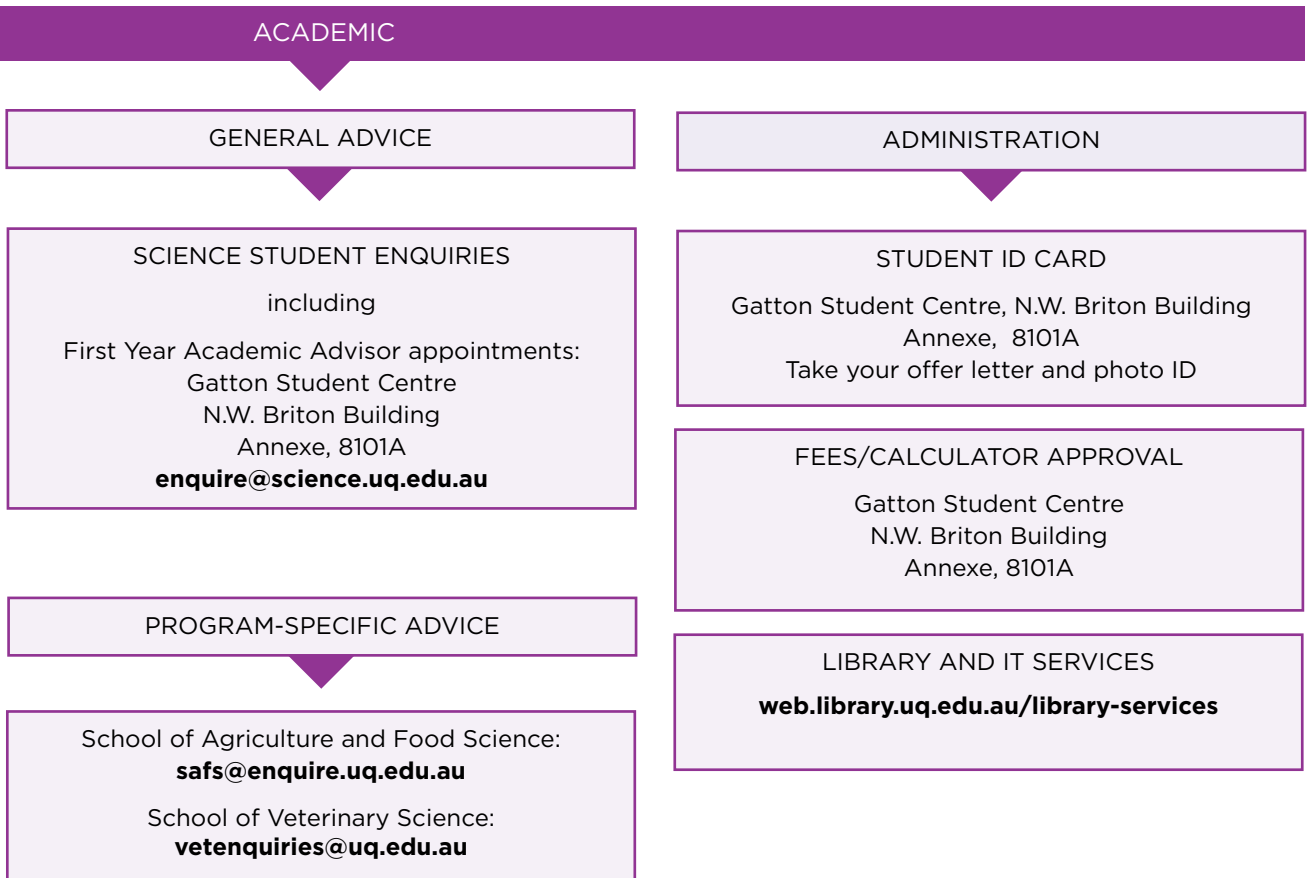 ACADEMIC
GENERAL ADVICE
SCIENCE STUDENT ENQUIRIES
including
First Year Academic Advisor appointments:
Gatton Student Centre
N.W. Briton Building
Annexe, 8101A
enquire@science.uq.edu.au
PROGRAM-SPECIFIC ADVICE
School of Agriculture and Food Science:
safs@enquire.uq.edu.au
School of Veterinary Science:
vetenquiries@uq.edu.au
ADMINISTRATION
STUDENT ID CARD
Gatton Student Centre, N.W. Briton Building
Annexe, 8101A
Take your offer letter and photo ID
FEES/CALCULATOR APPROVAL
Gatton Student Centre
N.W. Briton Building
Annexe, 8101A
LIBRARY AND IT SERVICES
web.library.uq.edu.au/library-services